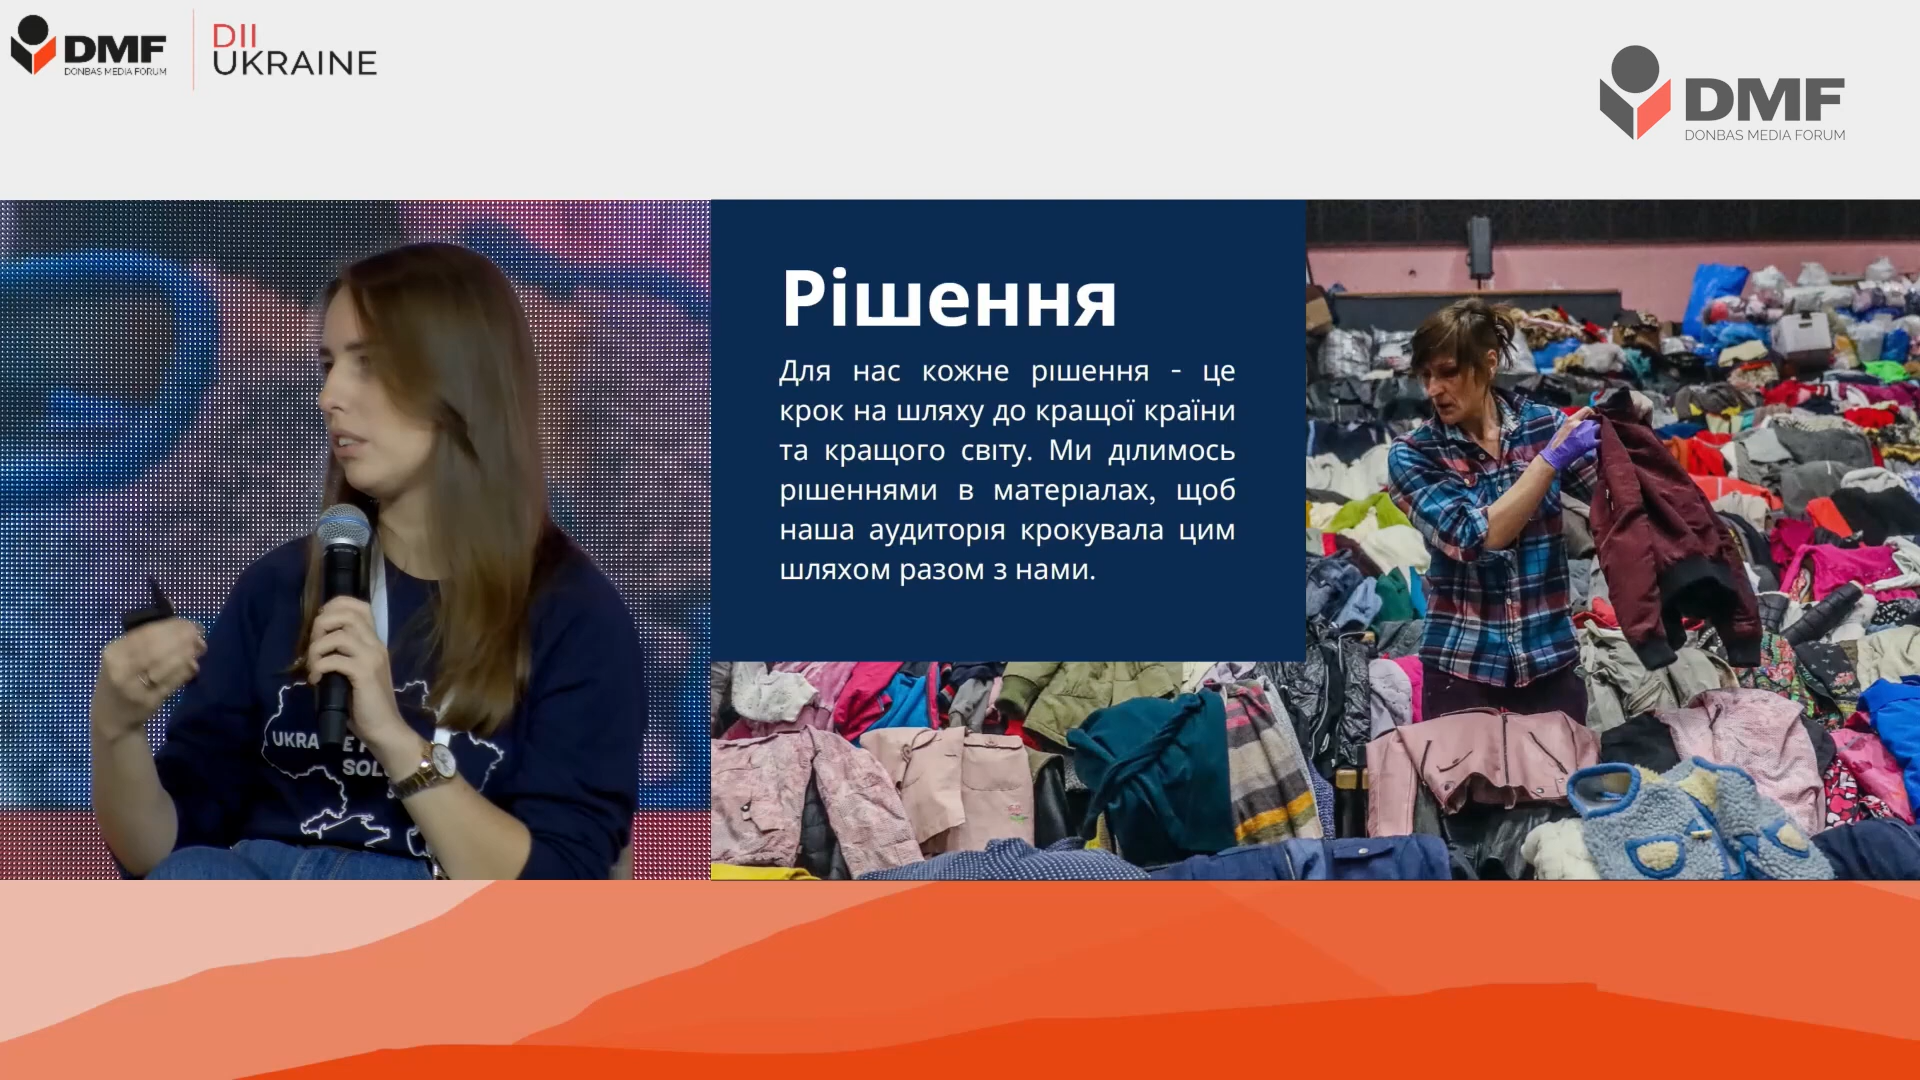 DMF
DONBAS MEDIA FORUM
DII
UKRAINE
DMF
DONBAS MEDIA FORUM
Рішення
Для нас кожне рішення - це
крок на шляху до кращої країни
та кращого світу. Ми ділимось
рішеннями в матеріалах, щоб
наша аудиторія крокувала цим
шляхом разом з нами.